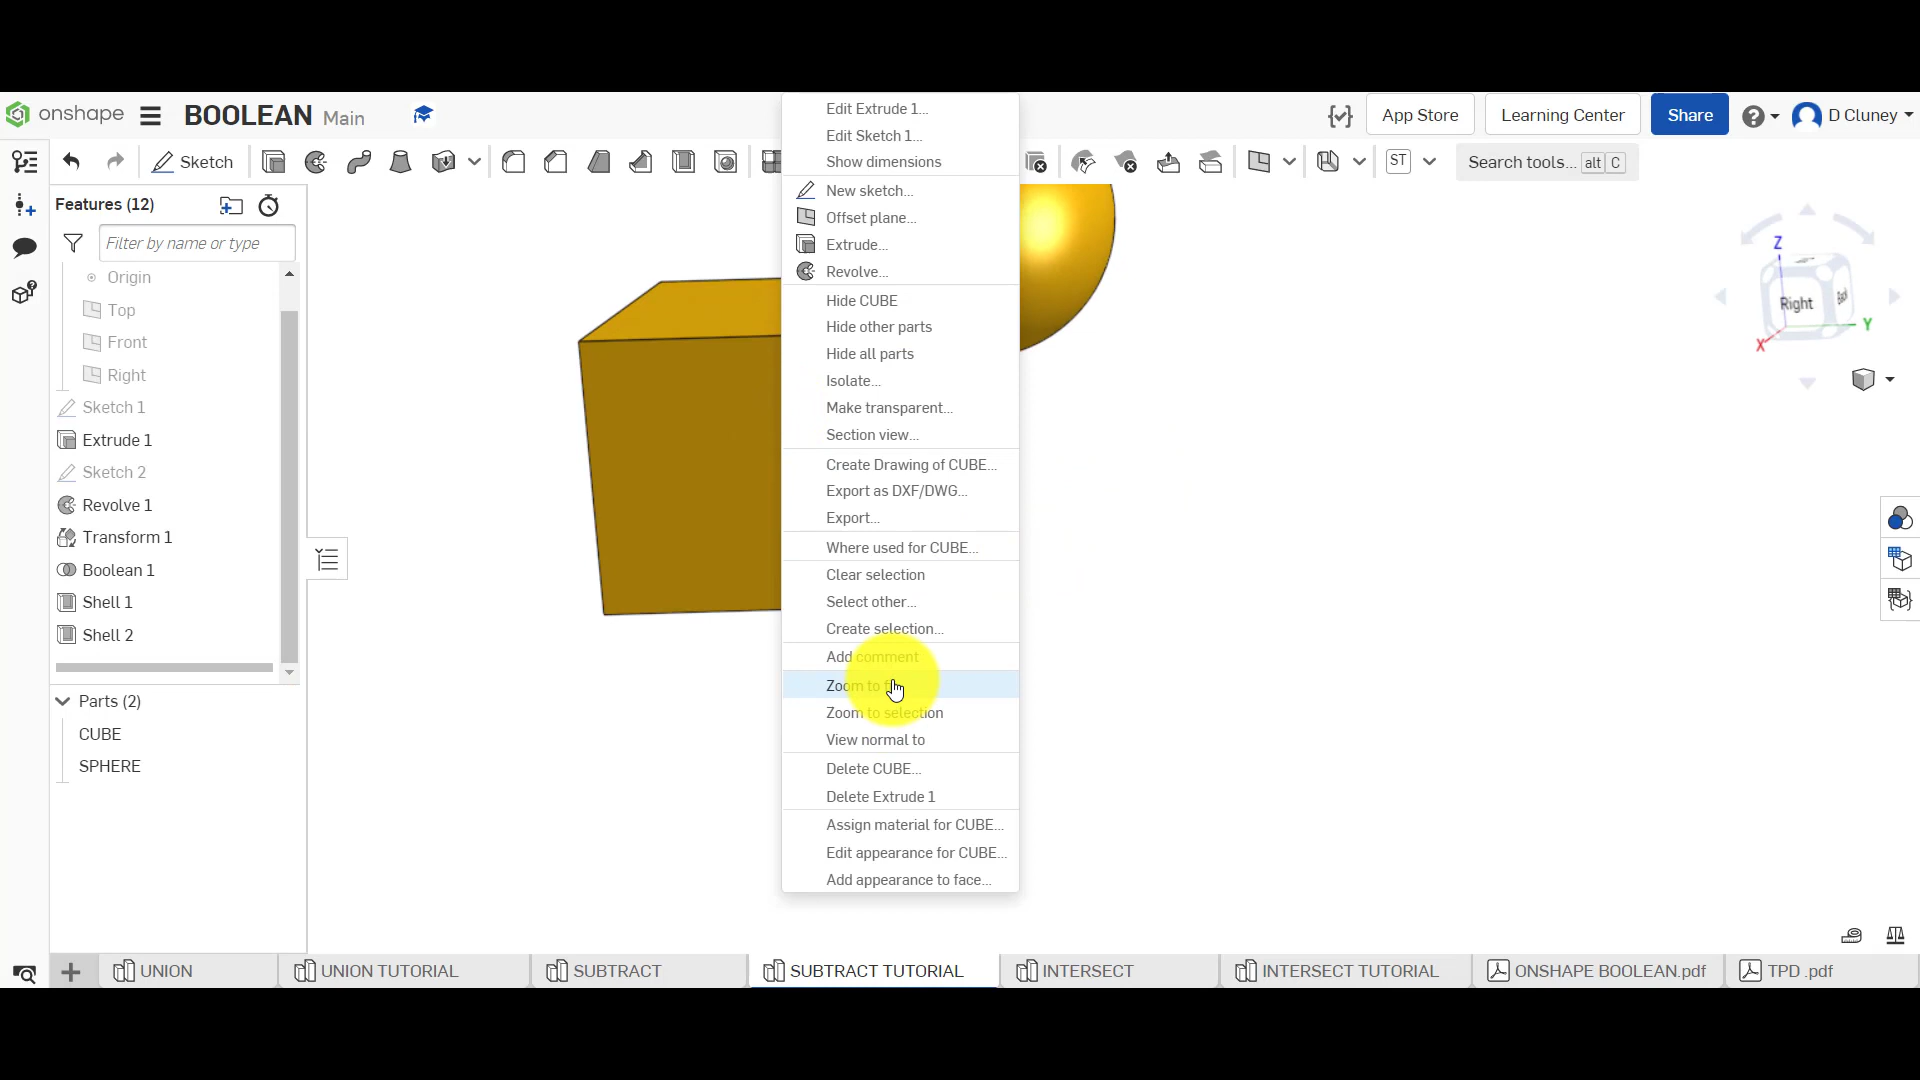 onshape
BOOLEAN Main
App Store
Learning Center
Share
D Cluney
Sketch
ST
Search tools... alt C
Features (12)
Filter by name or type
Origin
Top
Front
Right
Sketch 1
Extrude 1
Sketch 2
Revolve 1
Transform 1
Boolean 1
Shell 1
Shell 2
Parts (2)
CUBE
SPHERE
Edit Extrude 1...
Edit Sketch 1...
Show dimensions
New sketch...
Offset plane...
Extrude...
Revolve...
Hide CUBE
Hide other parts
Hide all parts
Isolate...
Make transparent...
Section view...
Create Drawing of CUBE...
Export as DXF/DWG...
Export...
Where used for CUBE...
Clear selection
Select other...
Create selection...
Add comment
Zoom to
Zoom to selection
View normal to
Delete CUBE...
Delete Extrude 1
Assign material for CUBE...
Edit appearance for CUBE...
Add appearance to face...
Z
Right
Back
Y
X
UNION
UNION TUTORIAL
SUBTRACT
SUBTRACT TUTORIAL
INTERSECT
INTERSECT TUTORIAL
ONSHAPE BOOLEAN.pdf
TPD .pdf